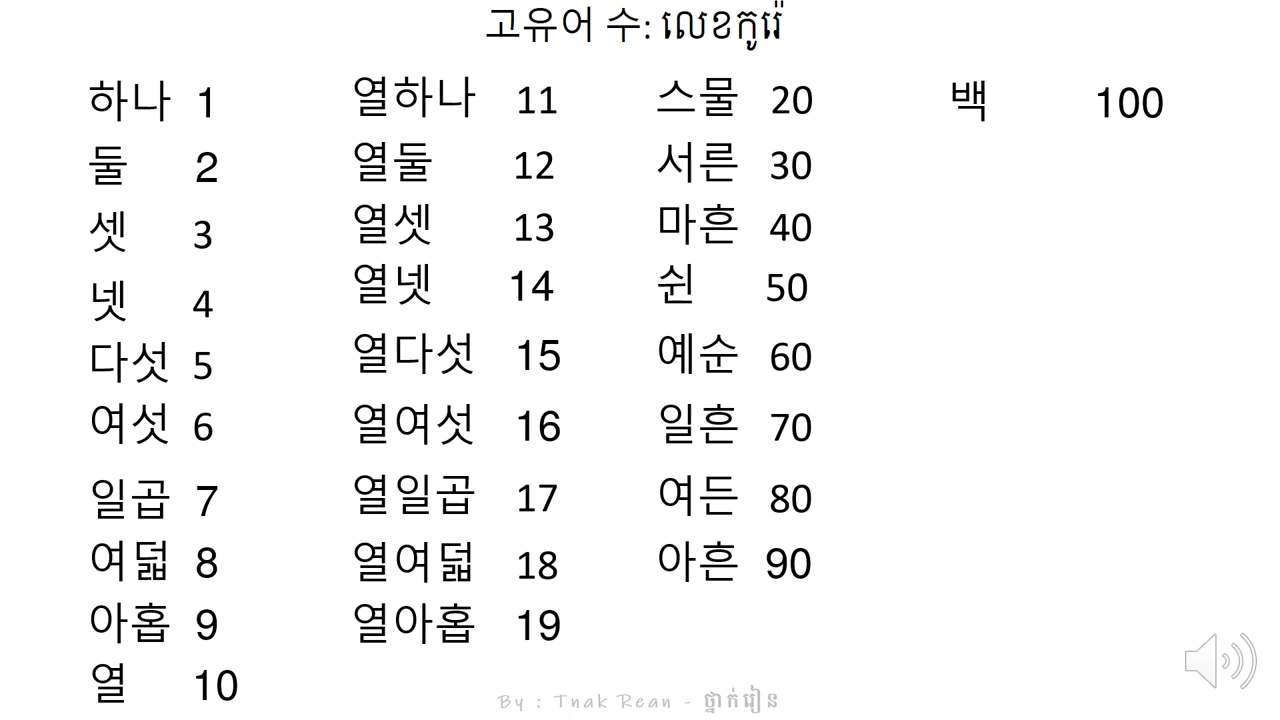 고유어 수: លេខកូរ៉េ
하나 1
둘 2
셋 3
넷 4
다섯 5
여섯 6
일곱 7
여덟 8
아홉 9
열 10
열하나 11
열둘 12
열셋 13
열넷 14
열다섯 15
열여섯 16
열일곱 17
열여덟 18
열아홉 19
스물 20
서른 30
마흔 40
쉰 50
예순 60
일흔 70
여든 80
아흔 90
백 100
By : Tnak Rean - ថ្នាក់រៀន